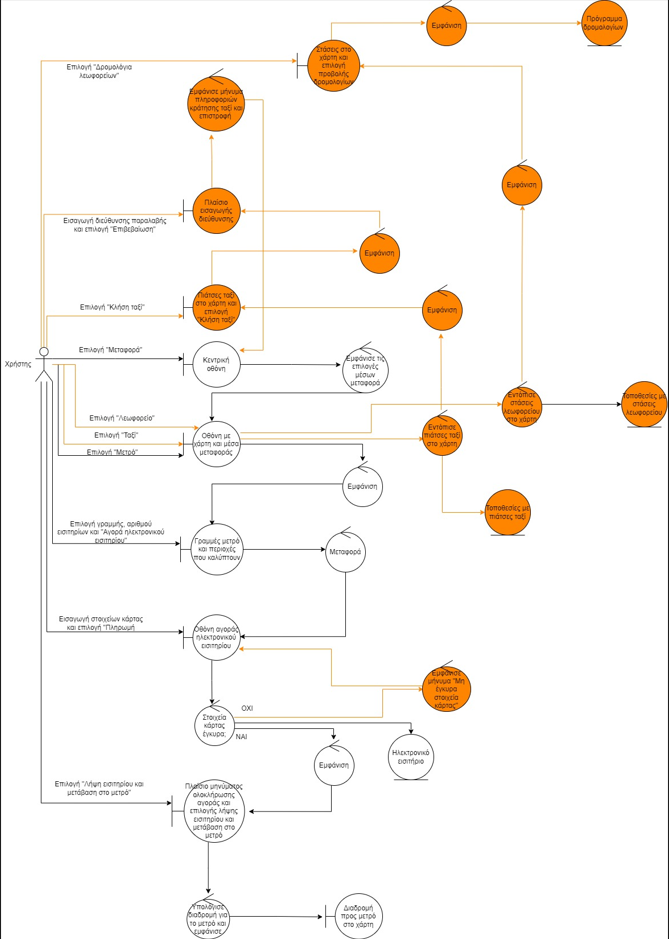 Εμφάνιση
Πρόγραμμα
δρομολογίων
Στάσεις στο
χάρτη και
επιλογή
προβολής
δρομολογίων
Επιλογή "Δρομολόγια
λεωφορείων"
Εμφάνισε μήνυμα
πληροφοριών
κράτησης ταξί και
επιστροφή
Εμφάνιση
Πλαίσιο
εισαγωγής
διεύθυνσης
Εισαγωγή διεύθυνσης παραλαβής
και επιλογή "Επιβεβαίωση"
Εμφάνιση
Πιάτσες ταξί
στο χάρτη και
επιλογή
"Κλήση ταξί"
Επιλογή "Κλήση ταξί"
Εμφάνιση
Επιλογή "Μεταφορά"
Χρήστης
Κεντρική
οθόνη
Εμφάνισε τις
επιλογές
μέσων
μεταφορά
Εντόπισε
στάσεις
λεωφορείου
στο χάρτη
Τοποθεσίες με
στάσεις
λεωφορείου
Επιλογή "Λεωφορείο"
Επιλογή "Ταξί"
Επιλογή "Μετρό"
Οθόνη με
χάρτη και μέσα
μεταφοράς
Εντόπισε
πιάτσες ταξί
στο χάρτη
Εμφάνιση
Τοποθεσίες με
πιάτσες ταξί
Επιλογή γραμμής, αριθμού
εισιτηρίων και "Αγορά ηλεκτρονικού
εισιτηρίου"
Γραμμές μετρό
και περιοχές
που καλύπτουν
Μεταφορά
Εισαγωγή στοιχείων κάρτας
και επιλογή "Πληρωμή
Οθόνη αγοράς
ηλεκτρονικού
εισιτηρίου
Εμφάνισε
μήνυμα "Μη
έγκυρα
στοιχεία
κάρτας"
ΟΧΙ
Στοιχεία
κάρτας
έγκυρα;
ΝΑΙ
Ηλεκτρονικό
εισιτήριο
Εμφάνιση
Επιλογή "Λήψη εισιτηρίου και
μετάβαση στο μετρό"
Πλαίσιο μηνύματος
ολοκλήρωσης
αγοράς και
επιλογής λήψης
εισιτηρίου και
μετάβαση στο
μετρό
Υπολόγισε
διαδρομή για
το μετρό και
εμφάνισε
Διαδρομή
προς μετρό
στο χάρτη